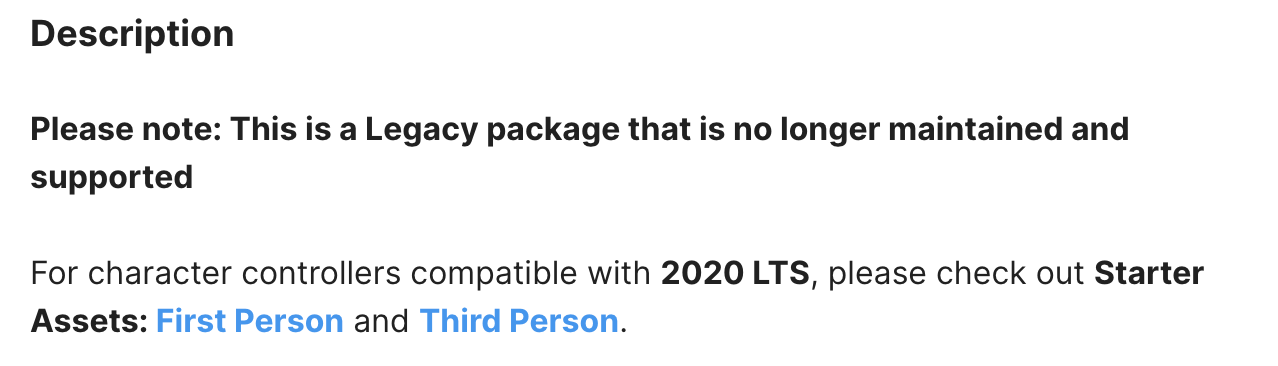 Description
Please note: This is a Legacy package that is no longer maintained and
supported
For character controllers compatible with 2020 LTS, please check out Starter
Assets: First Person and Third Person.